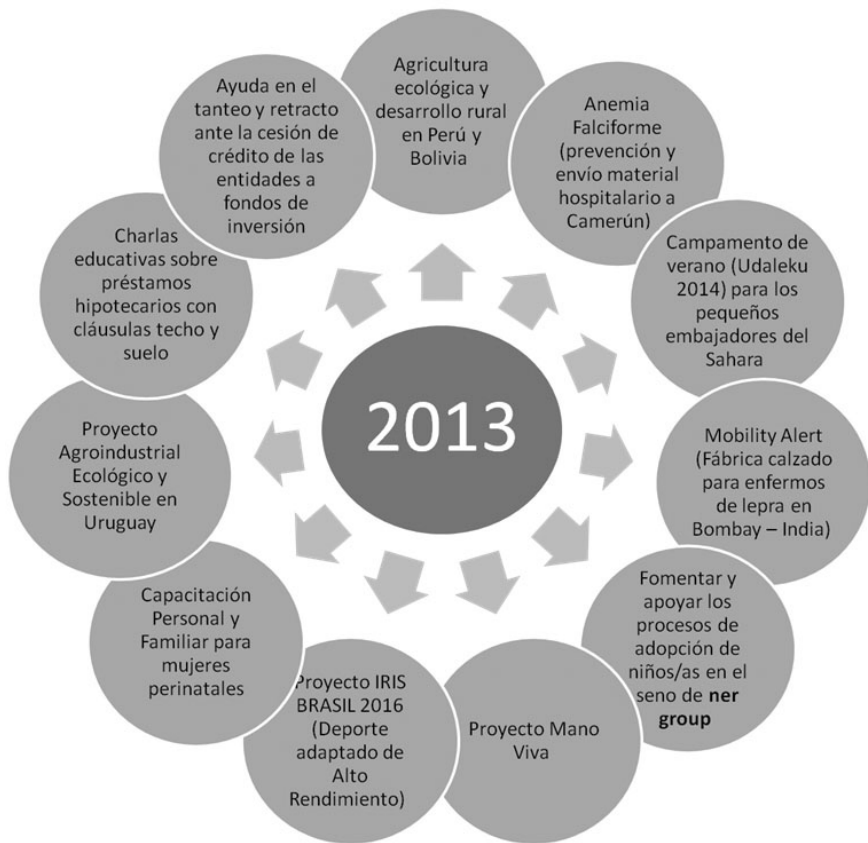 Agricultura
ecológica y
desarrollo rural
en Perú y
Bolivia
Anemia
Falciforme
(prevención y
envío material
hospitalario a
Camerún)
Campamento de
verano (Udaleku
2014) para los
pequeños
embajadores del
Sahara
Mobility Alert
(Fábrica calzado
para enfermos
de lepra en
Bombay – India)
Fomentar y
apoyar los
procesos de
adopción de
niños/as en el
seno de ner
group
Proyecto Mano
Viva
Proyecto IRIS
BRASIL 2016
(Deporte
adaptado de
Alto
Rendimiento)
Capacitación
Personal y
Familiar para
mujeres
perinatales
Proyecto
Agroindustrial
Ecológico y
Sostenible en
Uruguay
Charlas
educativas sobre
préstamos
hipotecarios con
cláusulas techo y
suelo
Ayuda en el
tanteo y retracto
ante la cesión de
crédito de las
entidades a
fondos de
inversión
2013